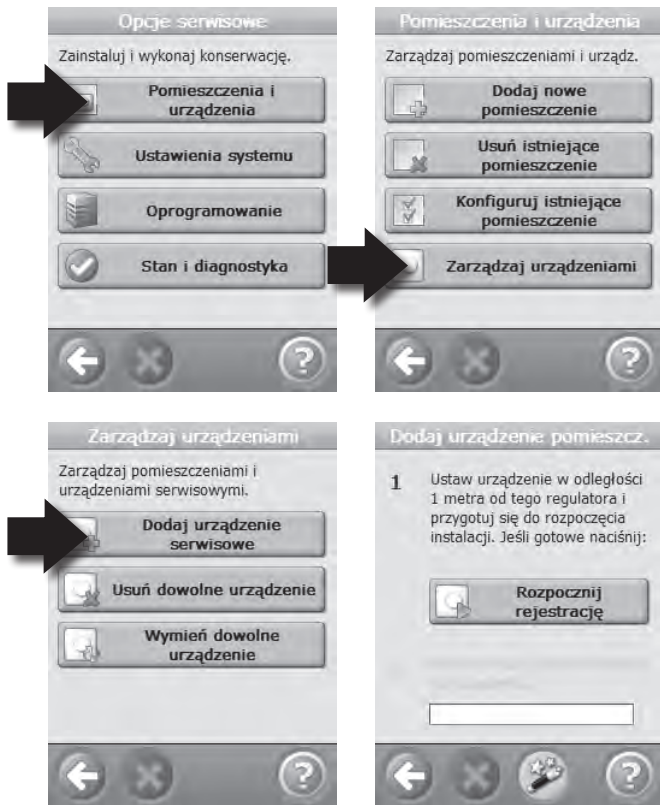 Opcje serwisowe
Zainstaluj i wykonaj konserwację.
Pomieszczenia i
urządzenia
Ustawienia systemu
Oprogramowanie
Stan i diagnostyka
?
Pomieszczenia i urządzenia
Zarządzaj pomieszczeniami i urządz.
Dodaj nowe
pomieszczenie
Usuń istniejące
pomieszczenie
Konfiguruj istniejące
pomieszczenie
Zarządzaj urządzeniami
?
Zarządzaj urządzeniami
Zarządzaj pomieszczeniami i
urządzeniami serwisowymi.
Dodaj urządzenie
serwisowe
Usuń dowolne urządzenie
Wymień dowolne
urządzenie
?
Dodaj urządzenie pomieszcz.
1 Ustaw urządzenie w odległości
1 metra od tego regulatora i
przygotuj się do rozpoczęcia
instalacji. Jeśli gotowe naciśnij:
Rozpocznij
rejestrację
?